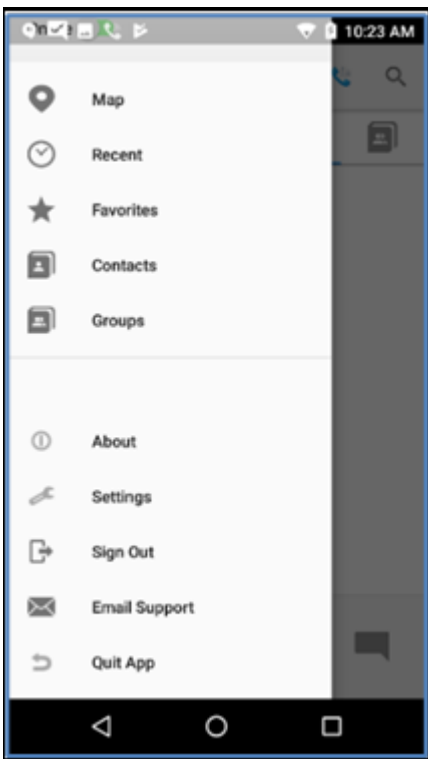 10:23 AM
Map
Recent
Favorites
Contacts
Groups
About
Settings
Sign Out
Email Support
Quit App